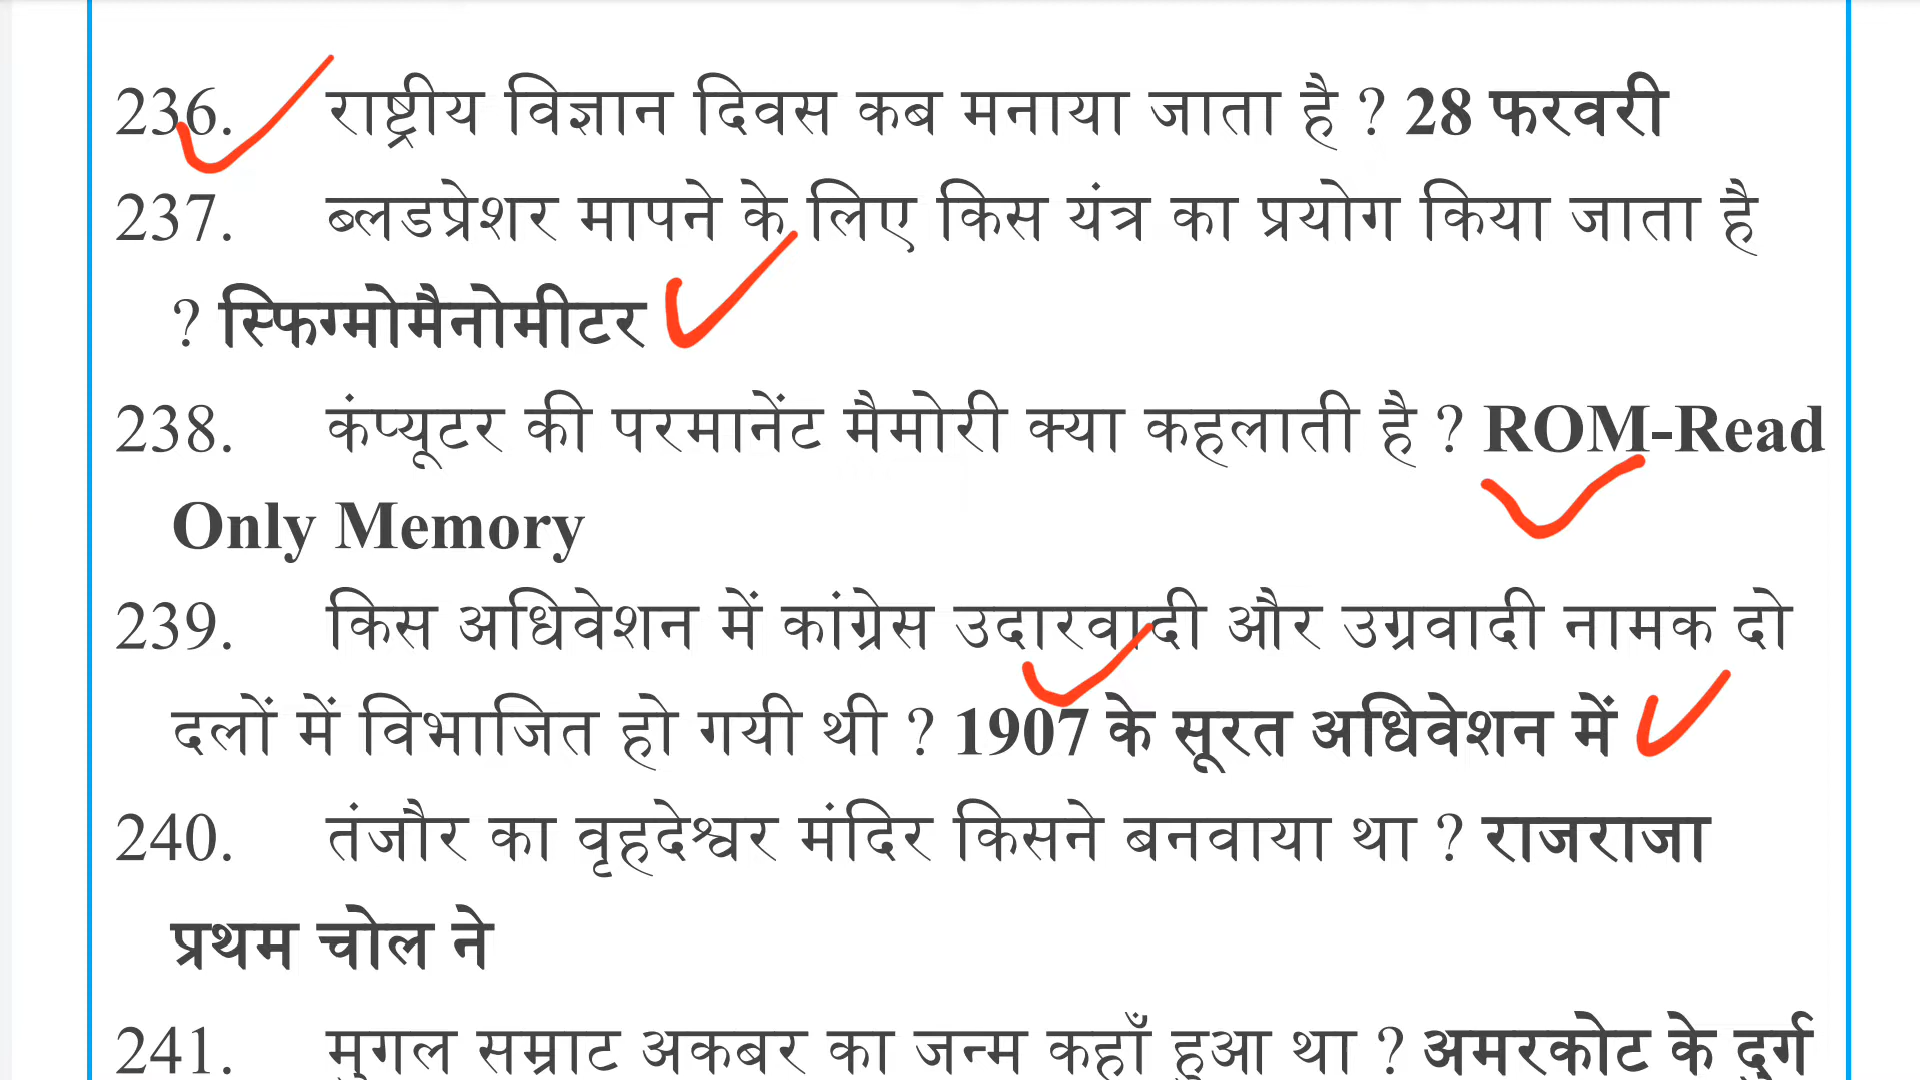 236. राष्ट्रीय विज्ञान दिवस कब मनाया जाता है ? 28 फरवरी
237. ब्लडप्रेशर मापने के लिए किस यंत्र का प्रयोग किया जाता है
? स्फिग्मोमैनोमीटर
238. कंप्यूटर की परमानेंट मैमोरी क्या कहलाती है ? ROM-Read
Only Memory
239. किस अधिवेशन में कांग्रेस उदारवादी और उग्रवादी नामक दो
दलों में विभाजित हो गयी थी ? 1907 के सूरत अधिवेशन में
240. तंजौर का वृहदेश्वर मंदिर किसने बनवाया था ? राजराजा
प्रथम चोल ने
241. मुगल सम्राट अकबर का जन्म कहाँ हुआ था ? अमरकोट के दुर्ग